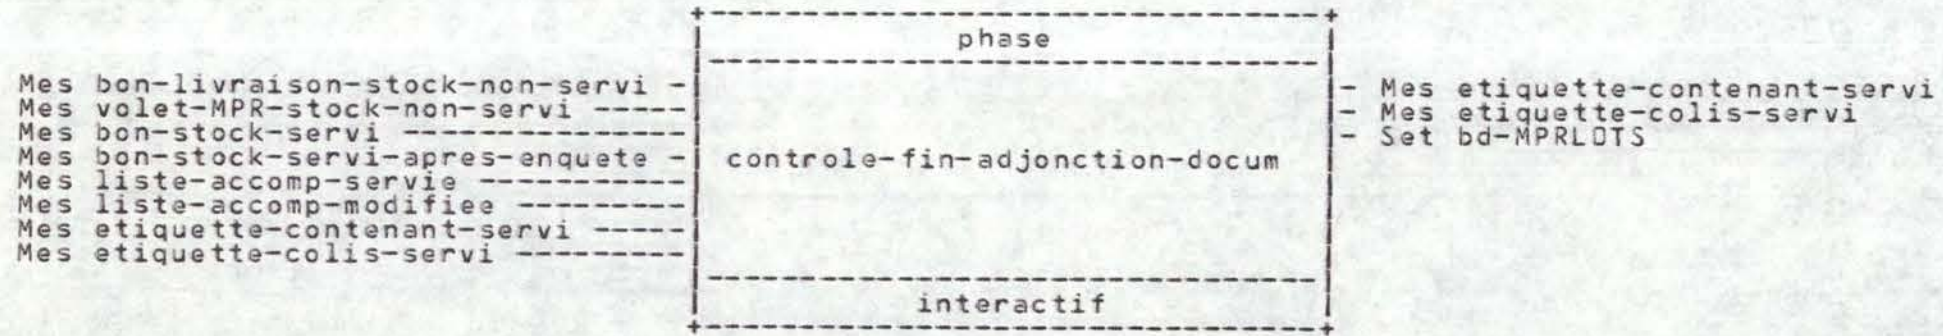 phase
Mes bon-livraison-stock-non-servi - - Mes etiquette-contenant-servi
Mes volet-MPR-stock-non-servi ----- - Mes etiquette-colis-servi
Mes bon-stock-servi --------------- - Set bd-MPRLOTS
Mes bon-stock-servi-apres-enquete - controle-fin-adjonction-docum
Mes liste-accomp-servie -----------
Mes liste-accomp-modifiee ---------
Mes etiquette-contenant-servi -----
Mes etiquette-colis-servi ---------
interactif